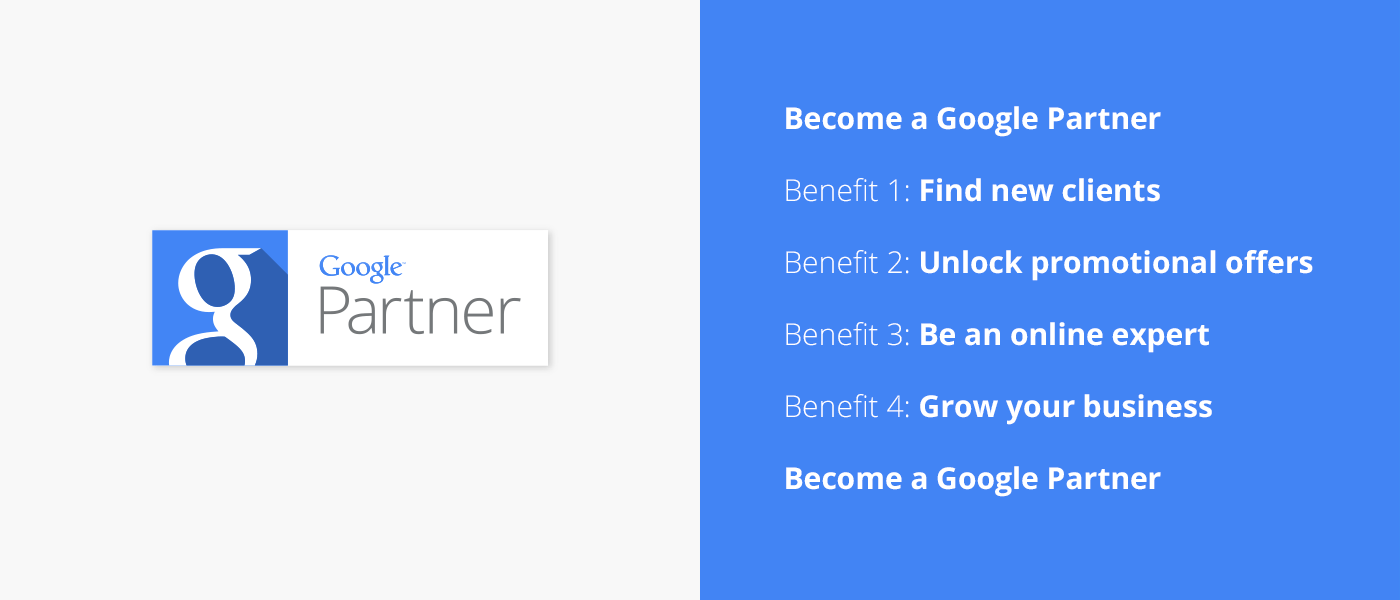 Google™
Partner
Become a Google Partner
Benefit 1: Find new clients
Benefit 2: Unlock promotional offers
Benefit 3: Be an online expert
Benefit 4: Grow your business
Become a Google Partner